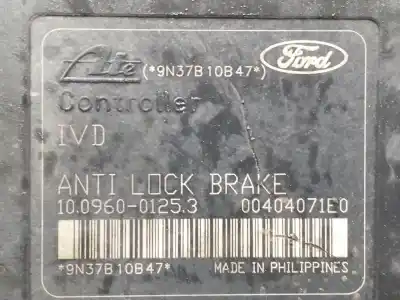 Ate (*9N37B10B47*) Ford
Controller
IVD
ANTI LOCK BRAKE
10.0960-0125.3 00404071E0
*9N37B10B47* MADE IN PHILIPPINES